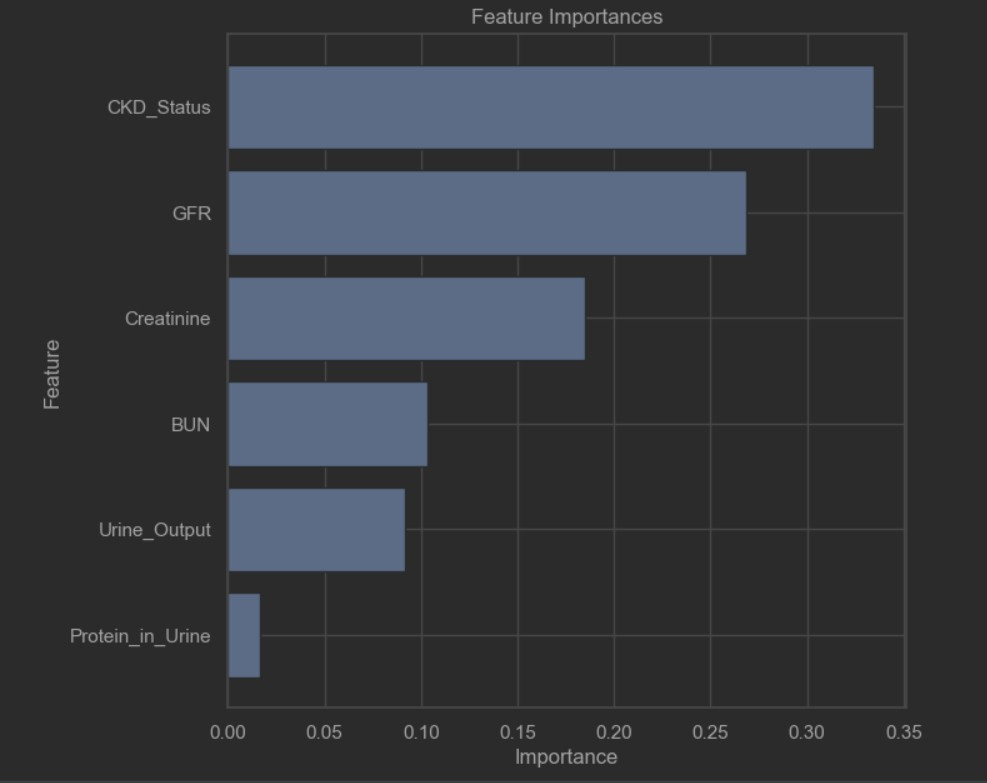 Feature Importances
CKD_Status
GFR
Creatinine
BUN
Urine_Output
Protein_in_Urine
Feature
0.00 0.05 0.10 0.15 0.20 0.25 0.30 0.35
Importance